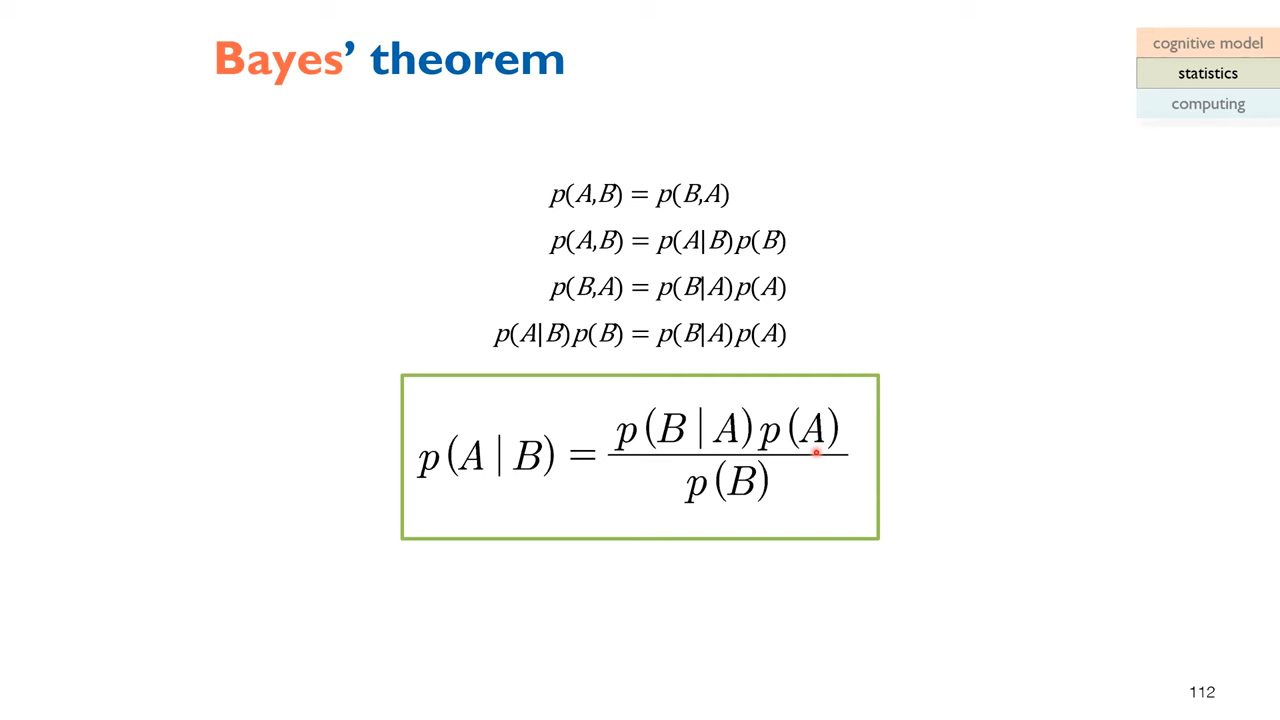 Bayes’ theorem
cognitive model
statistics
computing
p(A,B) = p(B,A)
p(A,B) = p(A|B)p(B)
p(B,A) = p(B|A)p(A)
p(A|B)p(B) = p(B|A)p(A)
p(A | B) = p(B | A)p(A) / p(B)
112